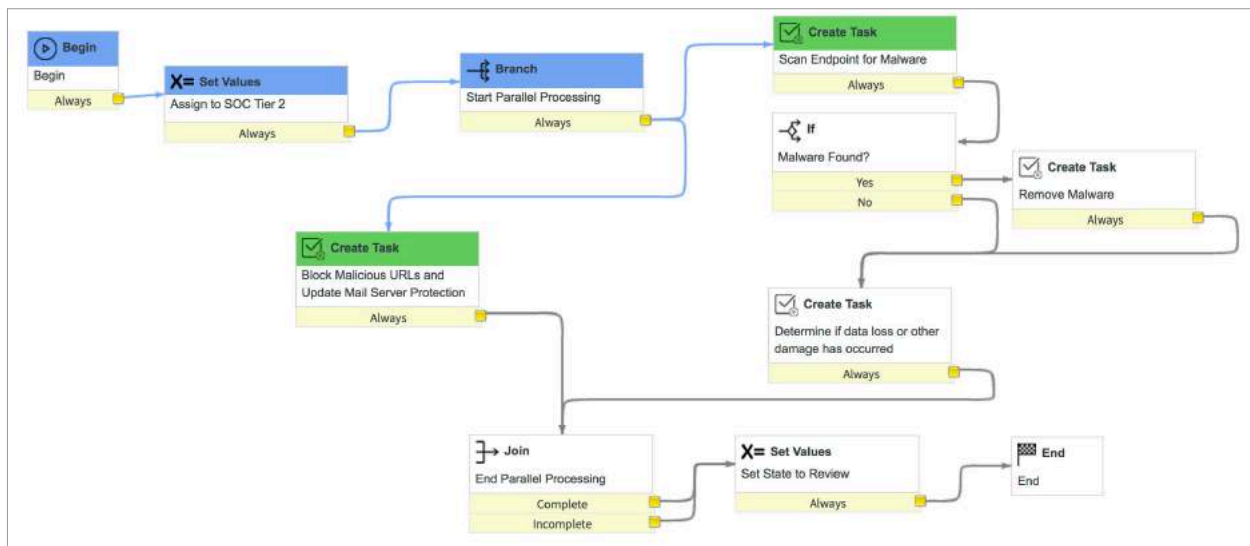 Begin
Begin
Always
X= Set Values
Assign to SOC Tier 2
Always
Branch
Start Parallel Processing
Always
Create Task
Scan Endpoint for Malware
Always
If
Malware Found?
Yes
No
Create Task
Remove Malware
Always
Create Task
Block Malicious URLs and
Update Mail Server Protection
Always
Create Task
Determine if data loss or other
damage has occurred
Always
Join
End Parallel Processing
Complete
Incomplete
X= Set Values
Set State to Review
Always
End
End